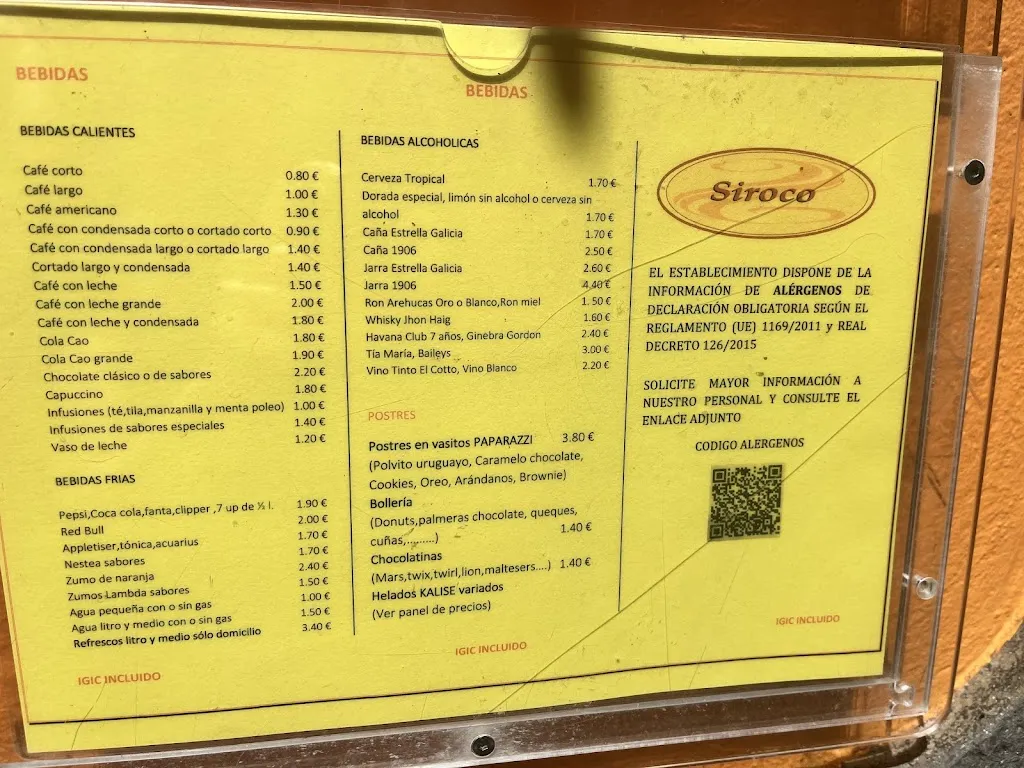 BEBIDAS
BEBIDAS CALIENTES
Café corto 0.80 €
Café largo 1.00 €
Café americano 1.30 €
Café con condensada corto o cortado corto 0.90 €
Café con condensada largo o cortado largo 1.40 €
Cortado largo y condensada 1.40 €
Café con leche 1.50 €
Café con leche grande 2.00 €
Café con leche y condensada 1.80 €
Cola Cao 1.80 €
Cola Cao grande 1.90 €
Chocolate clásico o de sabores 2.20 €
Capuccino 1.80 €
Infusiones (té,tila,manzanilla y menta poleo) 1.00 €
Infusiones de sabores especiales 1.40 €
Vaso de leche 1.20 €
BEBIDAS FRIAS
Pepsi,Coca cola,fanta,clipper ,7 up de ½ l. 1.90 €
Red Bull 2.00 €
Appletiser,tónica,acuarius 1.70 €
Nestea sabores 1.70 €
Zumo de naranja 2.40 €
Zumos Lambda sabores 1.50 €
Agua pequeña con o sin gas 1.00 €
Agua litro y medio con o sin gas 1.50 €
Refrescos litro y medio sólo domicilio 3.40 €
IGIC INCLUIDO
BEBIDAS
BEBIDAS ALCOHOLICAS
Cerveza Tropical 1.70 €
Dorada especial, limón sin alcohol o cerveza sin
alcohol 1.70 €
Caña Estrella Galicia 1.70 €
Caña 1906 2.50 €
Jarra Estrella Galicia 2.60 €
Jarra 1906 4.40 €
Ron Arehucas Oro o Blanco,Ron miel 1.50 €
Whisky Jhon Haig 1.60 €
Havana Club 7 años, Ginebra Gordon 2.40 €
Tía María, Baileys 3.00 €
Vino Tinto El Cotto, Vino Blanco 2.20 €
POSTRES
Postres en vasitos PAPARAZZI 3.80 €
(Polvito uruguayo, Caramelo chocolate,
Cookies, Oreo, Arándanos, Brownie)
Bollería
(Donuts,palmeras chocolate, queques,
cuñas,.........) 1.40 €
Chocolatinas
(Mars,twix,twirl,lion,maltesers....) 1.40 €
Helados KALISE variados
(Ver panel de precios)
IGIC INCLUIDO
Siroco
EL ESTABLECIMIENTO DISPONE DE LA
INFORMACIÓN DE ALÉRGENOS DE
DECLARACIÓN OBLIGATORIA SEGÚN EL
REGLAMENTO (UE) 1169/2011 y REAL
DECRETO 126/2015
SOLICITE MAYOR INFORMACIÓN A
NUESTRO PERSONAL Y CONSULTE EL
ENLACE ADJUNTO
CODIGO ALERGENOS
IGIC INCLUIDO